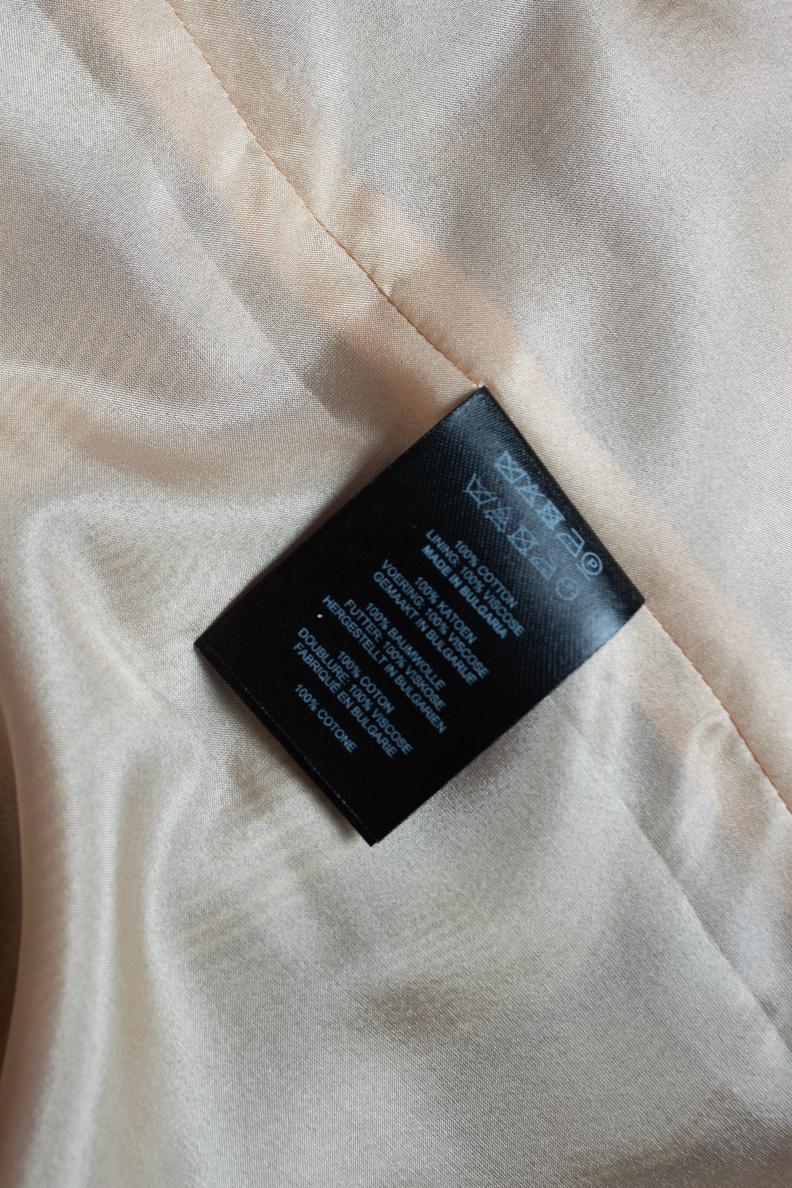 P
100% COTTON
LINING: 100% VISCOSE
MADE IN BULGARIA
100% KATOEN
VOERING: 100% VISCOSE
GEMAAKT IN BULGARIJE
100% BAUMWOLLE
FUTTER: 100% VISKOSE
HERGESTELLT IN BULGARIEN
100% COTON
DOUBLURE: 100% VISCOSE
FABRIQUÉ EN BULGARIE
100% COTONE